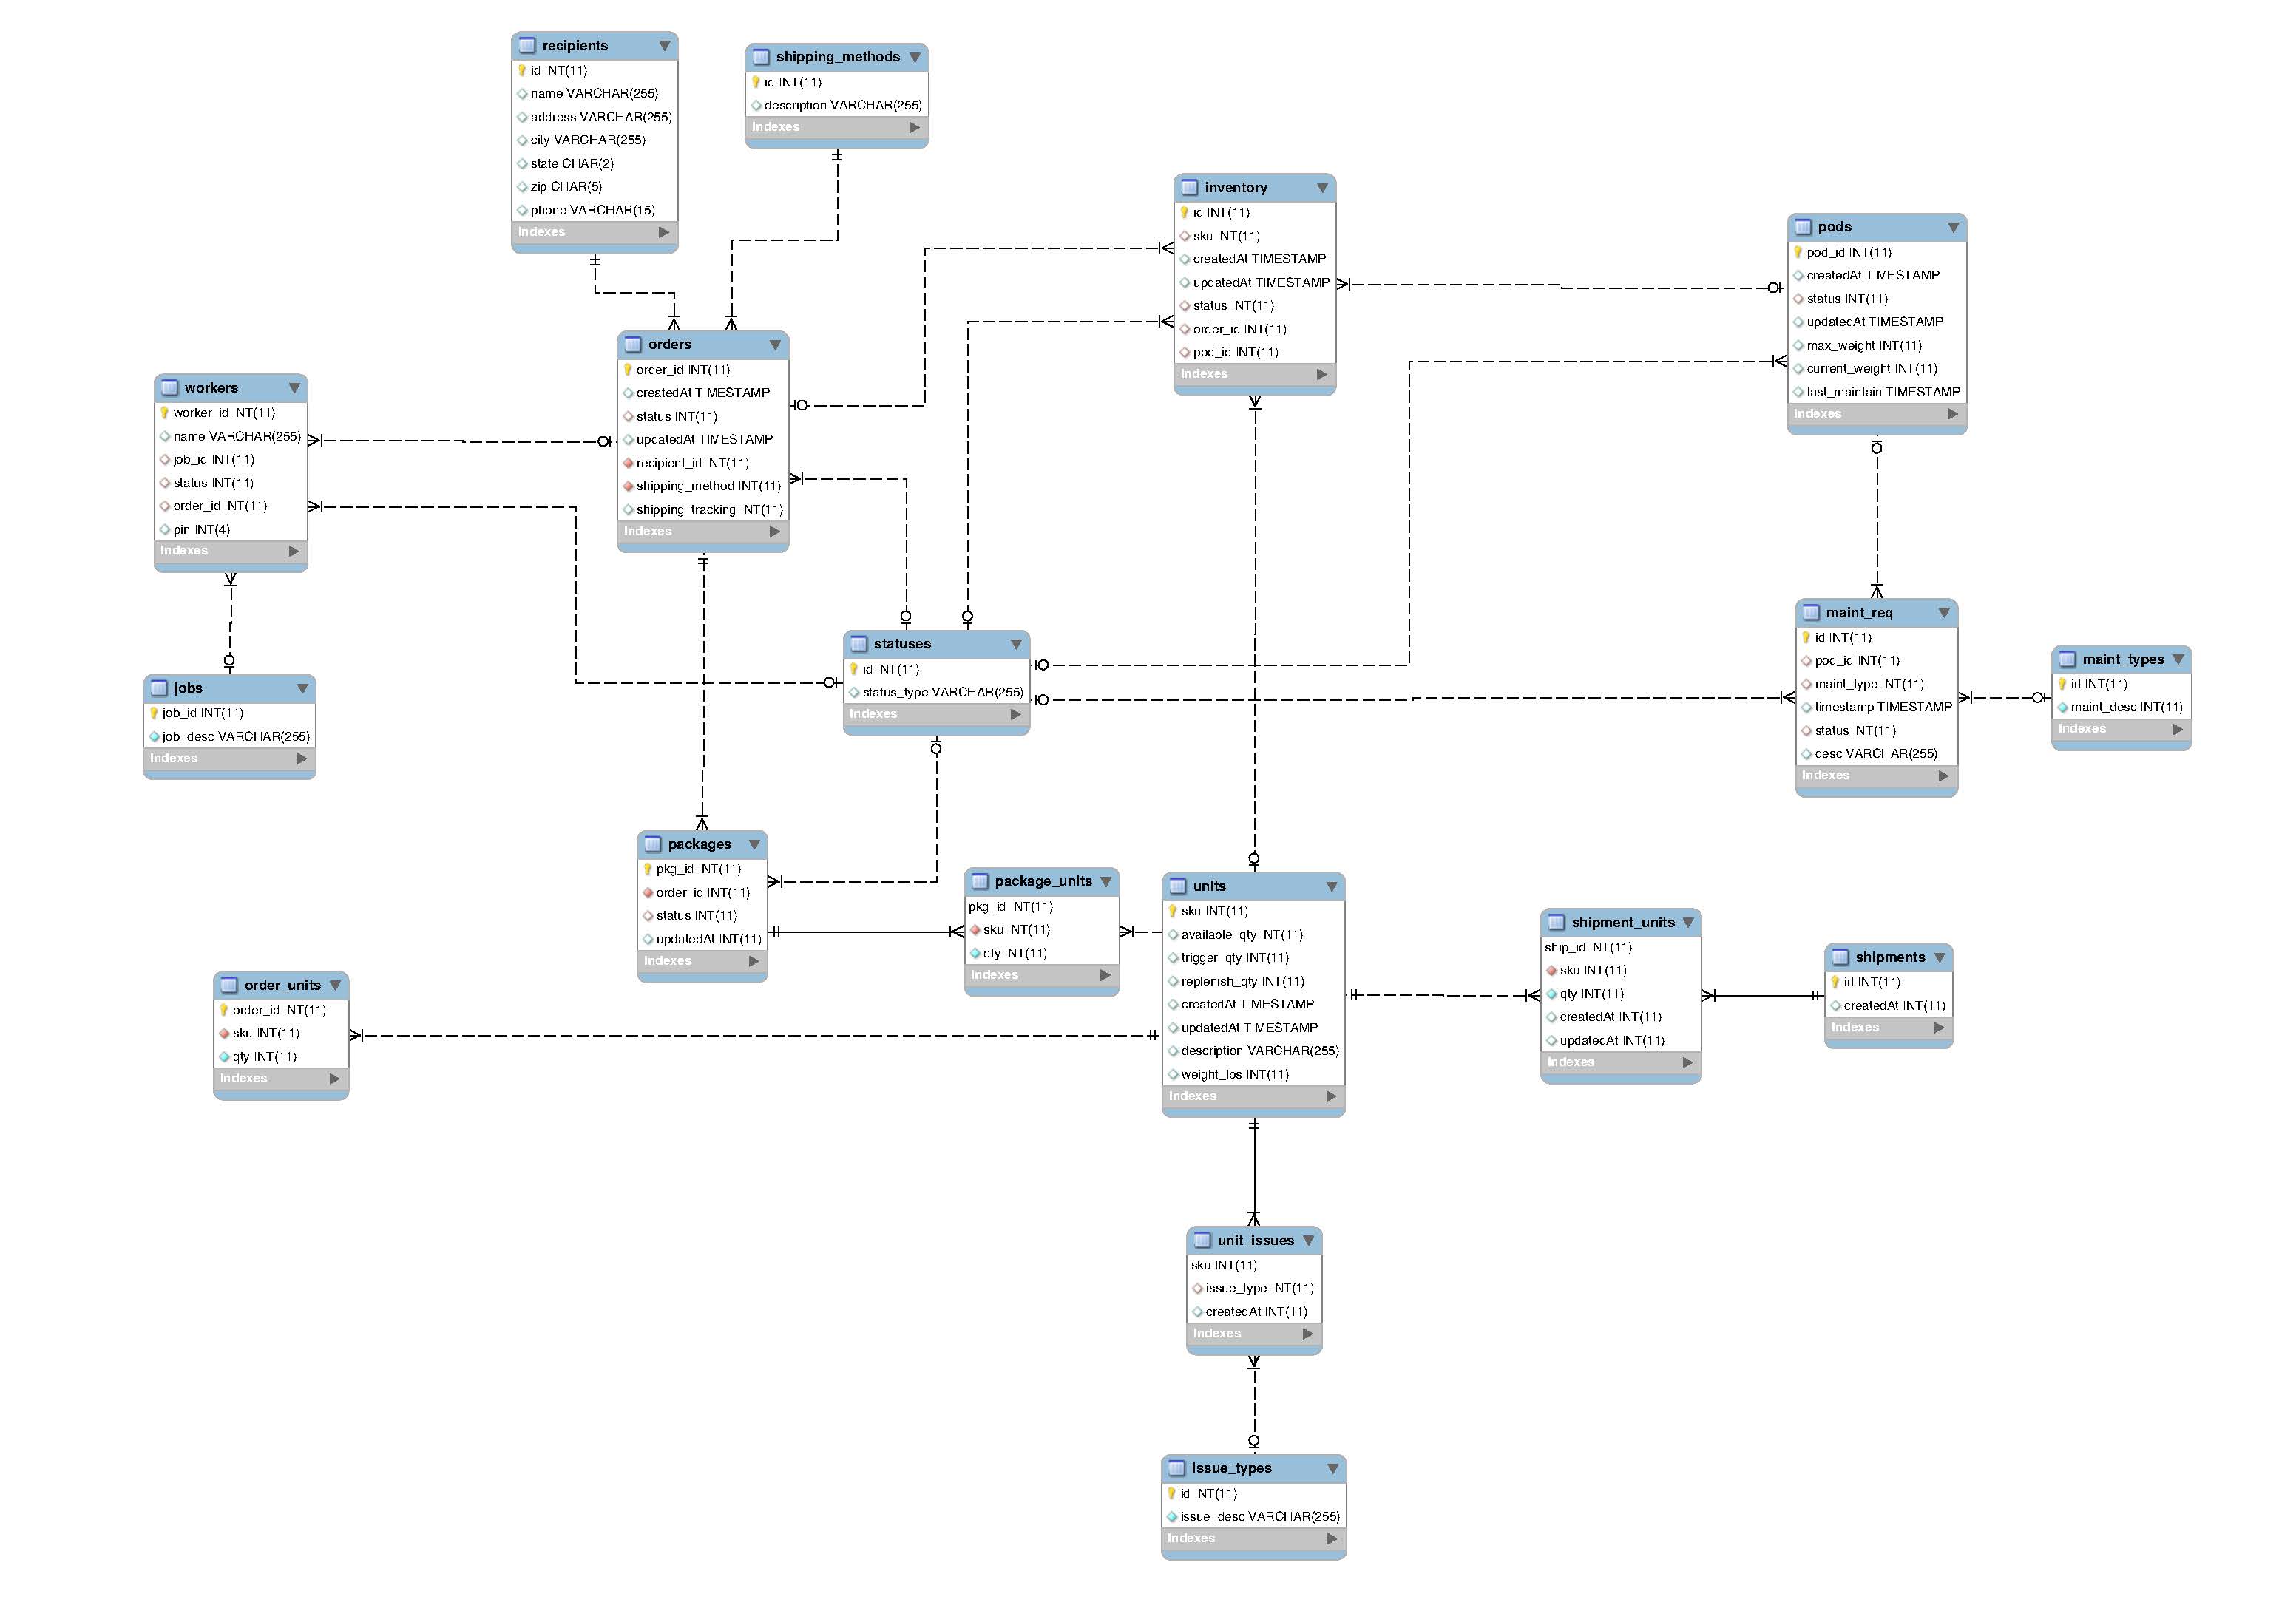 recipients
id INT(11)
name VARCHAR(255)
address VARCHAR(255)
city VARCHAR(255)
state CHAR(2)
zip CHAR(5)
phone VARCHAR(15)
Indexes
shipping_methods
id INT(11)
description VARCHAR(255)
Indexes
inventory
id INT(11)
sku INT(11)
createdAt TIMESTAMP
updatedAt TIMESTAMP
status INT(11)
order_id INT(11)
pod_id INT(11)
Indexes
pods
pod_id INT(11)
createdAt TIMESTAMP
status INT(11)
updatedAt TIMESTAMP
max_weight INT(11)
current_weight INT(11)
last_maintain TIMESTAMP
Indexes
orders
order_id INT(11)
createdAt TIMESTAMP
status INT(11)
updatedAt TIMESTAMP
recipient_id INT(11)
shipping_method INT(11)
shipping_tracking INT(11)
Indexes
workers
worker_id INT(11)
name VARCHAR(255)
job_id INT(11)
status INT(11)
order_id INT(11)
pin INT(4)
Indexes
jobs
job_id INT(11)
job_desc VARCHAR(255)
Indexes
statuses
id INT(11)
status_type VARCHAR(255)
Indexes
maint_req
id INT(11)
pod_id INT(11)
maint_type INT(11)
timestamp TIMESTAMP
status INT(11)
desc VARCHAR(255)
Indexes
maint_types
id INT(11)
maint_desc INT(11)
Indexes
packages
pkg_id INT(11)
order_id INT(11)
status INT(11)
updatedAt INT(11)
Indexes
package_units
pkg_id INT(11)
sku INT(11)
qty INT(11)
Indexes
units
sku INT(11)
available_qty INT(11)
trigger_qty INT(11)
replenish_qty INT(11)
createdAt TIMESTAMP
updatedAt TIMESTAMP
description VARCHAR(255)
weight_lbs INT(11)
Indexes
shipment_units
ship_id INT(11)
sku INT(11)
qty INT(11)
createdAt INT(11)
updatedAt INT(11)
Indexes
shipments
id INT(11)
createdAt INT(11)
Indexes
order_units
order_id INT(11)
sku INT(11)
qty INT(11)
Indexes
unit_issues
sku INT(11)
issue_type INT(11)
createdAt INT(11)
Indexes
issue_types
id INT(11)
issue_desc VARCHAR(255)
Indexes